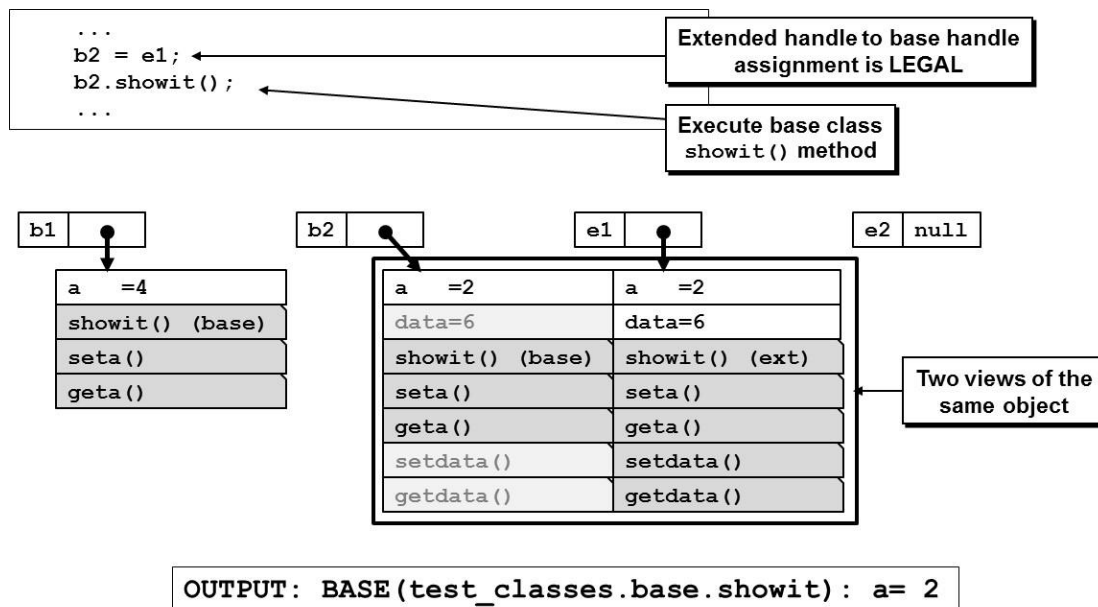 ...
b2 = e1;
b2.showit();
...
Extended handle to base handle
assignment is LEGAL
Execute base class
showit() method
b1
b2
e1
e2 null
a =4
showit() (base)
seta()
geta()
a =2 a =2
data=6 data=6
showit() (base) showit() (ext)
seta() seta()
geta() geta()
setdata() setdata()
getdata() getdata()
Two views of the
same object
OUTPUT: BASE(test_classes.base.showit): a= 2